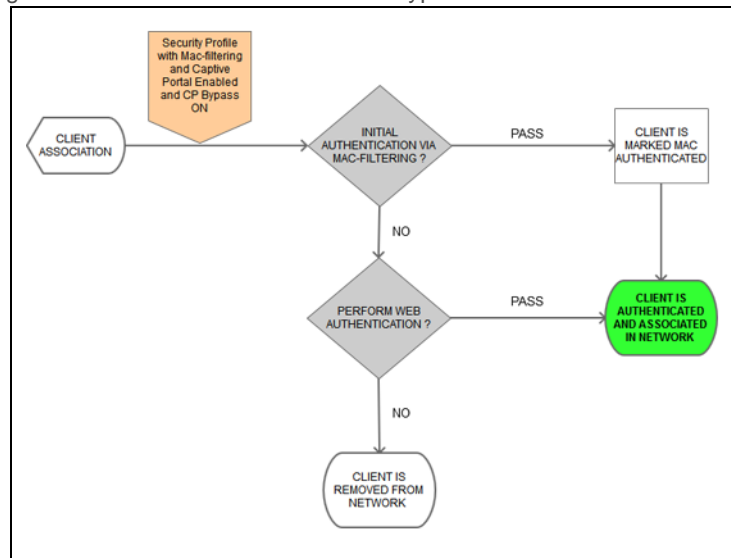 Security Profile
with Mac-filtering
and Captive
Portal Enabled
and CP Bypass
ON
CLIENT
ASSOCIATION
INITIAL
AUTHENTICATION VIA
MAC-FILTERING ?
PASS
CLIENT IS
MARKED MAC
AUTHENTICATED
NO
PERFORM WEB
AUTHENTICATION ?
PASS
CLIENT IS
AUTHENTICATED
AND ASSOCIATED
IN NETWORK
NO
CLIENT IS
REMOVED FROM
NETWORK